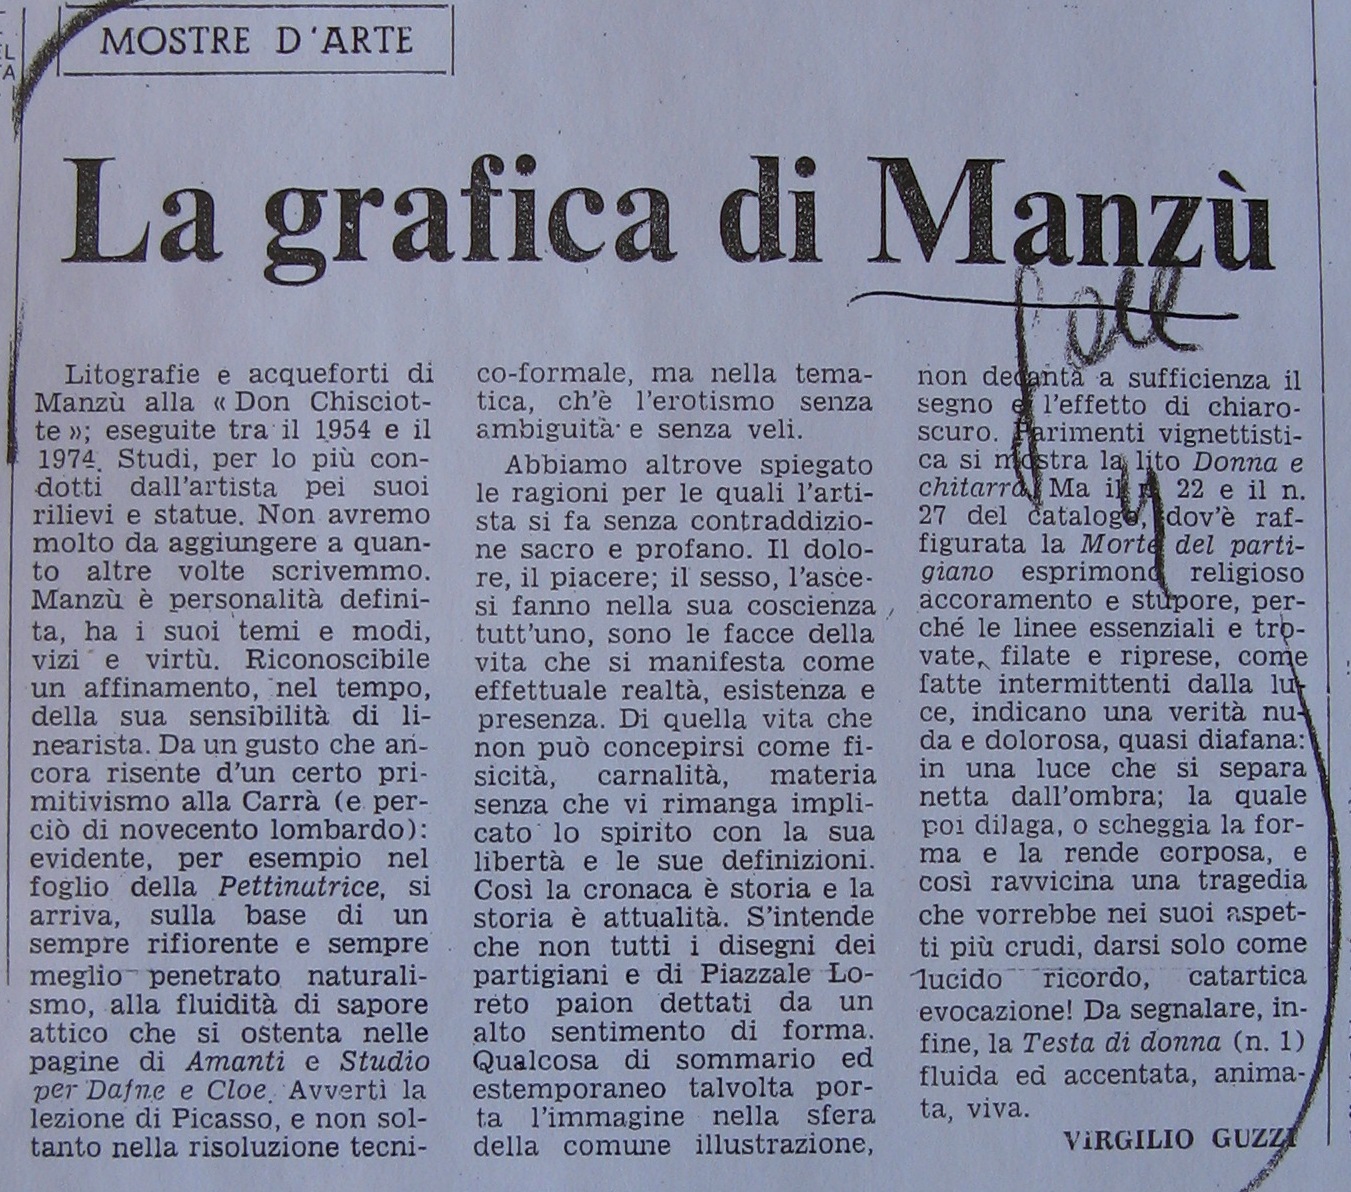 MOSTRE D'ARTE
La grafica di Manzù
Litografie e acqueforti di
Manzù alla « Don Chisciot-
te »; eseguite tra il 1954 e il
1974. Studi, per lo più con-
dotti dall'artista pei suoi
rilievi e statue. Non avremo
molto da aggiungere a quan-
to altre volte scrivemmo.
Manzù è personalità defini-
ta, ha i suoi temi e modi,
vizi e virtù. Riconoscibile
un affinamento, nel tempo,
della sua sensibilità di li-
nearista. Da un gusto che an-
cora risente d'un certo pri-
mitivismo alla Carrà (e per-
ciò di novecento lombardo):
evidente, per esempio nel
foglio della Pettinatrice, si
arriva, sulla base di un
sempre rifiorente e sempre
meglio penetrato naturali-
smo, alla fluidità di sapore
attico che si ostenta nelle
pagine di Amanti e Studio
per Dafne e Cloe. Avverti la
lezione di Picasso, e non sol-
tanto nella risoluzione tecni-
co-formale, ma nella tema-
tica, ch'è l'erotismo senza
ambiguità e senza veli.
Abbiamo altrove spiegato
le ragioni per le quali l'arti-
sta si fa senza contraddizio-
ne sacro e profano. Il dolo-
re, il piacere; il sesso, l'asce-
si fanno nella sua coscienza
tutt'uno, sono le facce della
vita che si manifesta come
effettuale realtà, esistenza e
presenza. Di quella vita che
non può concepirsi come fi-
sicità, carnalità, materia
senza che vi rimanga impli-
cato lo spirito con la sua
libertà e le sue definizioni.
Così la cronaca è storia e la
storia è attualità. S'intende
che non tutti i disegni dei
partigiani e di Piazzale Lo-
reto paion dettati da un
alto sentimento di forma.
Qualcosa di sommario ed
estemporaneo talvolta por-
ta l'immagine nella sfera
della comune illustrazione,
non decanta a sufficienza il
segno e l'effetto di chiaro-
scuro. Parimenti vignettisti-
ca si mostra la lito Donna e
chitarra. Ma il n. 22 e il n.
27 del catalogo, dov'è raf-
figurata la Morte del parti-
giano esprimono religioso
accoramento e stupore, per-
ché le linee essenziali e tro-
vate, filate e riprese, come
fatte intermittenti dalla lu-
ce, indicano una verità nu-
da e dolorosa, quasi diafana:
in una luce che si separa
netta dall'ombra; la quale
poi dilaga, o scheggia la for-
ma e la rende corposa, e
così ravvicina una tragedia
che vorrebbe nei suoi aspet-
ti più crudi, darsi solo come
lucido ricordo, catartica
evocazione! Da segnalare, in-
fine, la Testa di donna (n. 1)
fluida ed accentata, anima-
ta, viva.
VIRGILIO GUZZI